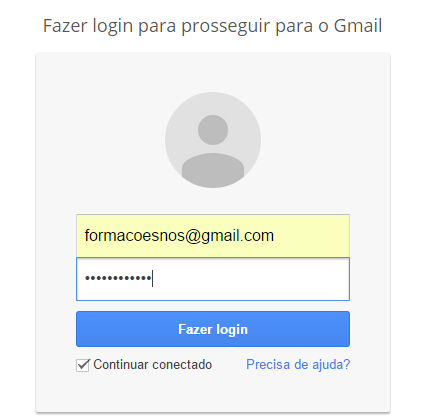 Fazer login para prosseguir para o Gmail
formacoesnos@gmail.com
••••••••••••
Fazer login
Continuar conectado Precisa de ajuda?